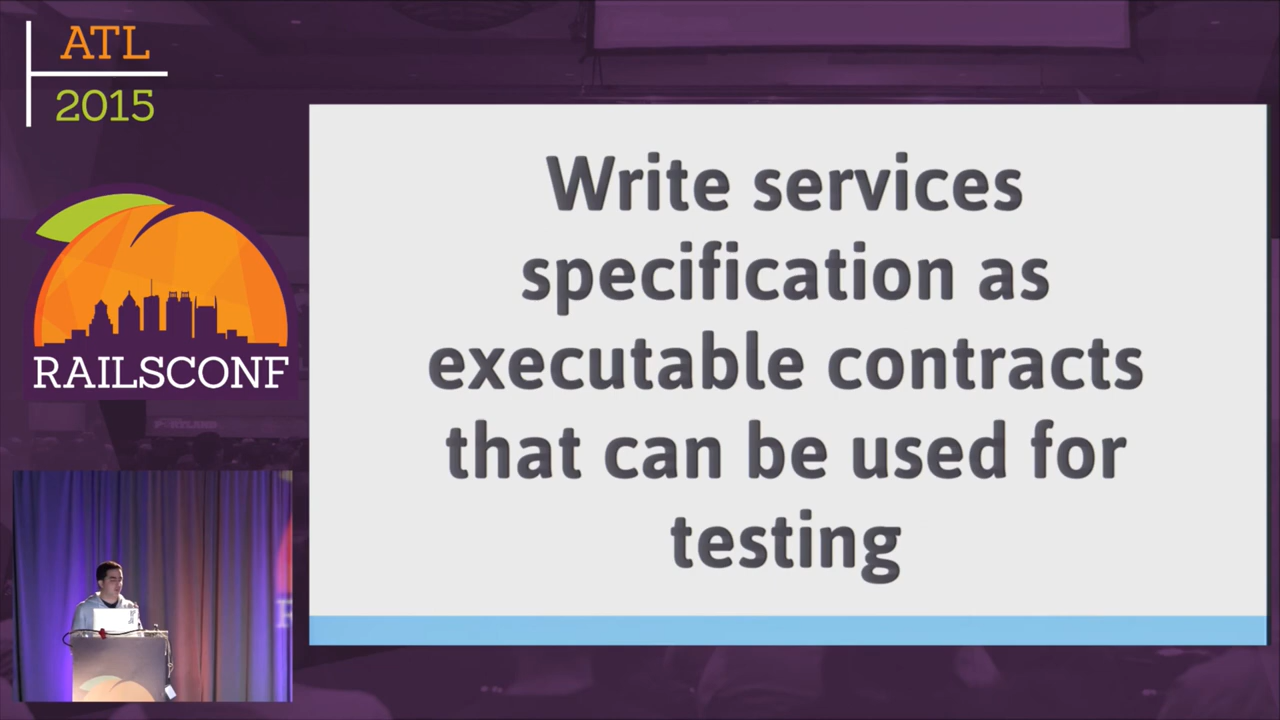 ATL
2015
RAILSCONF
Write services
specification as
executable contracts
that can be used for
testing